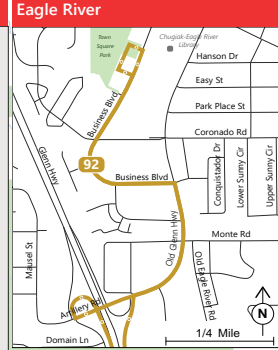 Eagle River
Town
Square
Park
Chugiak-Eagle River
Library
Hanson Dr
Easy St
Park Place St
Business Blvd
Coronado Rd
Glenn Hwy
92
Business Blvd
Conquistador Dr
Lower Sunny Cir
Upper Sunny Cir
Old Glenn Hwy
Monte Rd
Mausel St
Old Eagle River Rd
Artillery Rd
N
1/4 Mile
Domain Ln